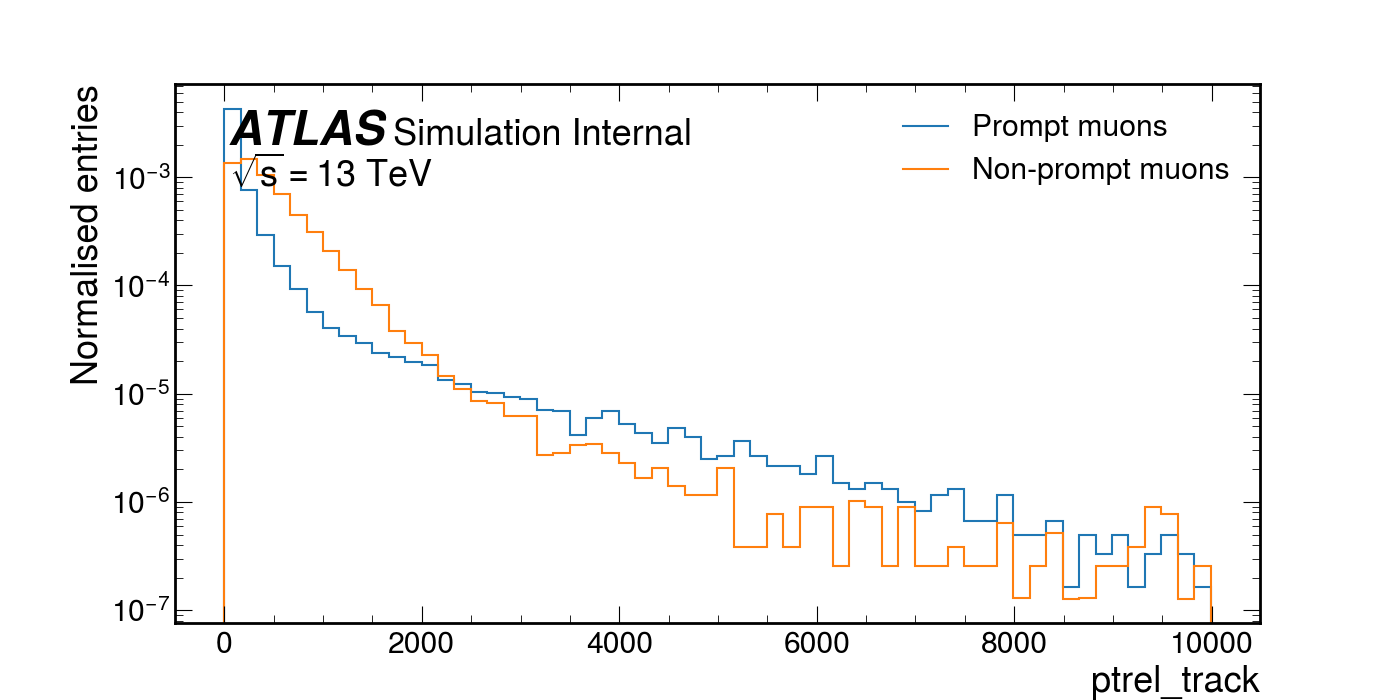 ATLAS Simulation Internal
√s = 13 TeV
Prompt muons
Non-prompt muons
Normalised entries
10⁻³
10⁻⁴
10⁻⁵
10⁻⁶
10⁻⁷
0 2000 4000 6000 8000 10000
ptrel_track